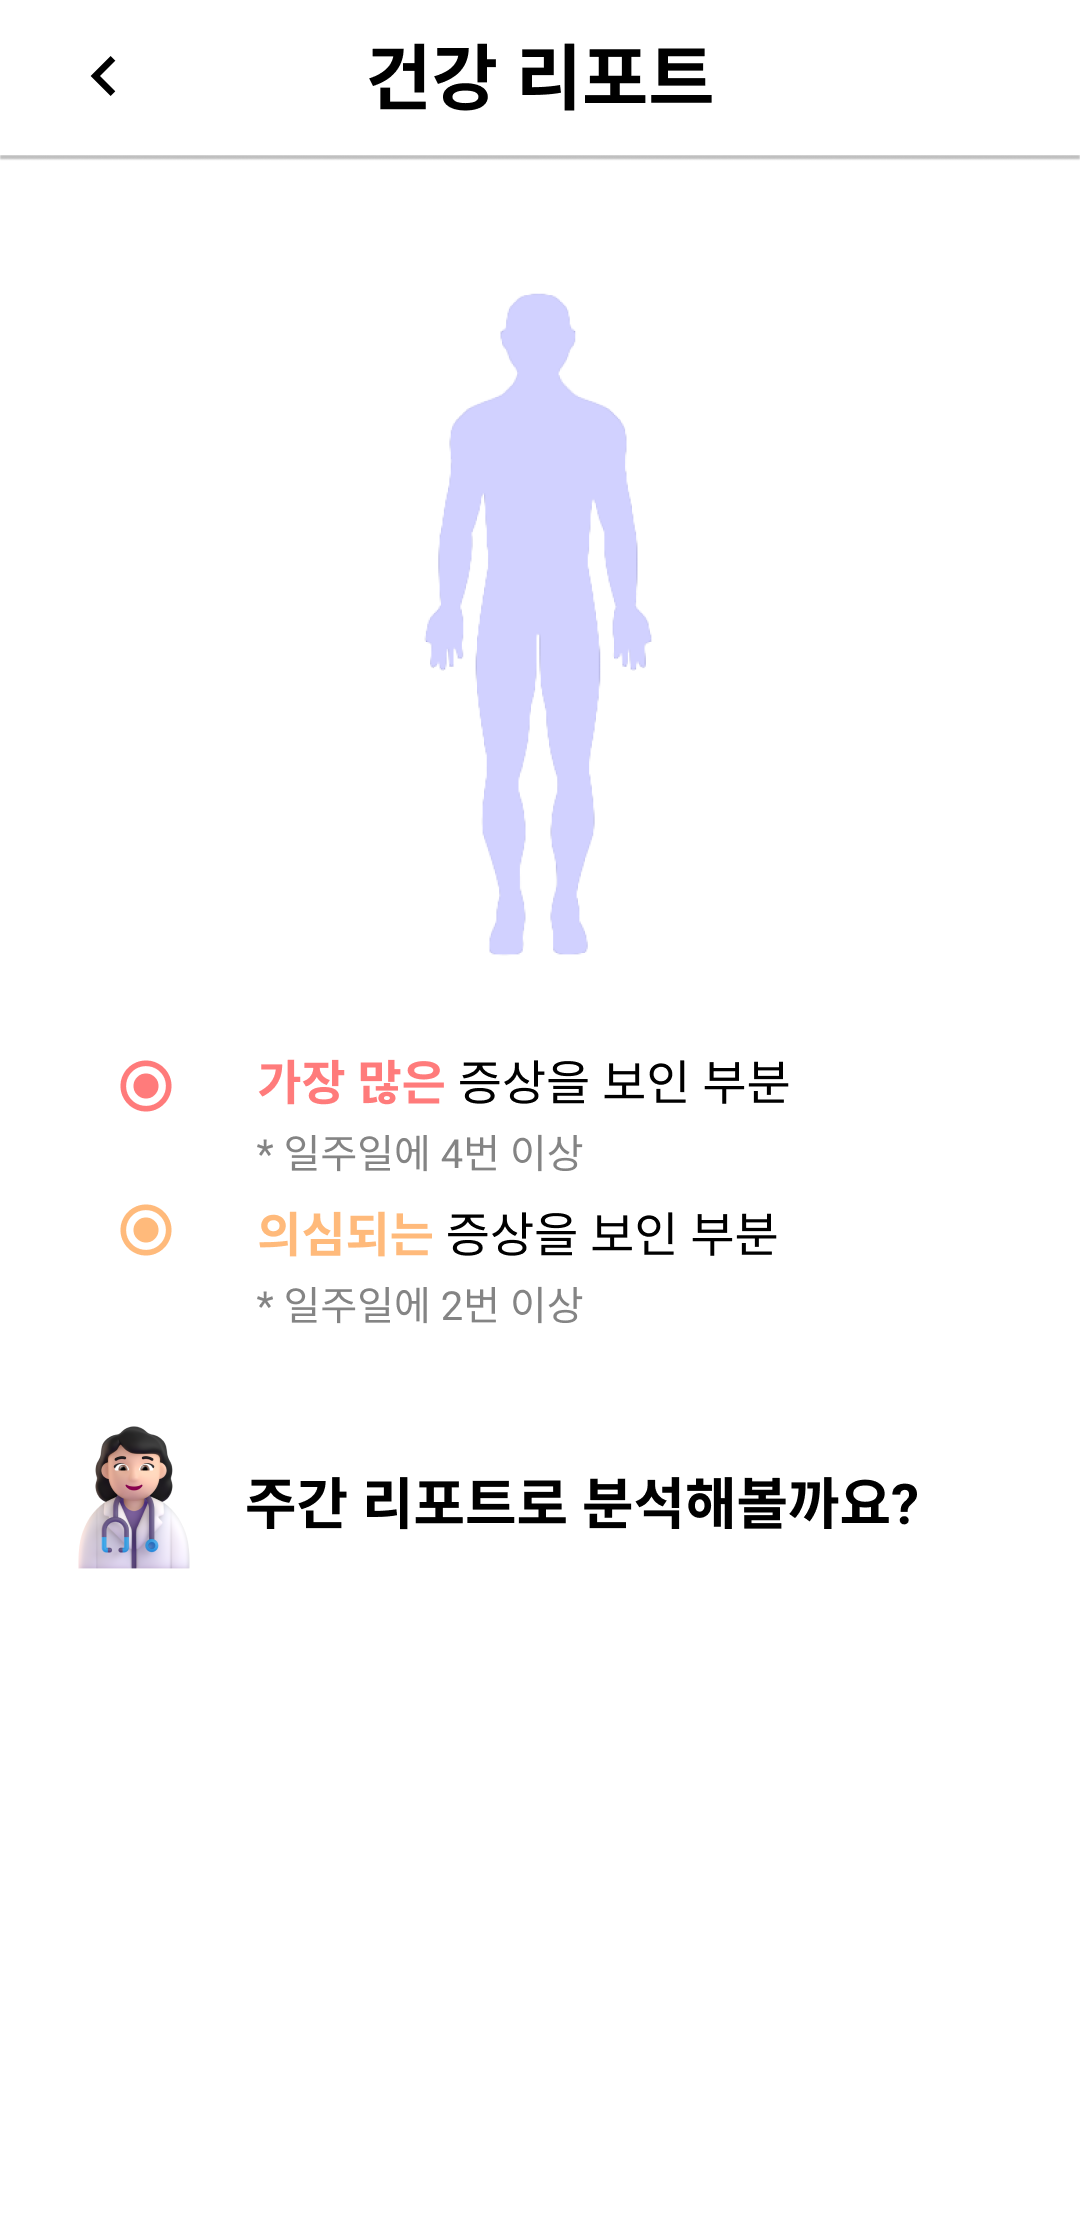 건강 리포트
가장 많은 증상을 보인 부분
* 일주일에 4번 이상
의심되는 증상을 보인 부분
* 일주일에 2번 이상
주간 리포트로 분석해볼까요?